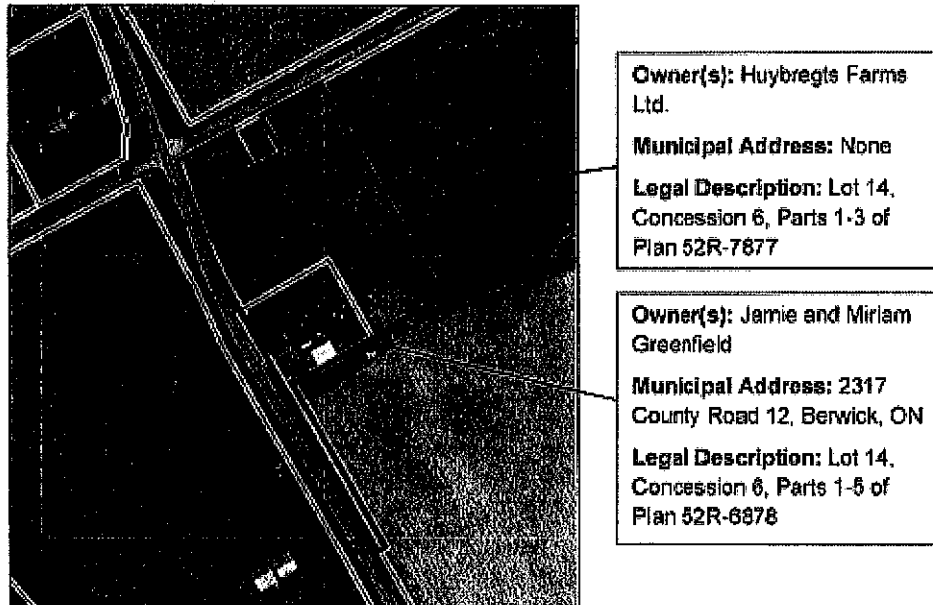 Owner(s): Huybregts Farms
Ltd.
Municipal Address: None
Legal Description: Lot 14,
Concession 6, Parts 1-3 of
Plan 52R-7877
Owner(s): Jamie and Miriam
Greenfield
Municipal Address: 2317
County Road 12, Berwick, ON
Legal Description: Lot 14,
Concession 6, Parts 1-5 of
Plan 52R-6878